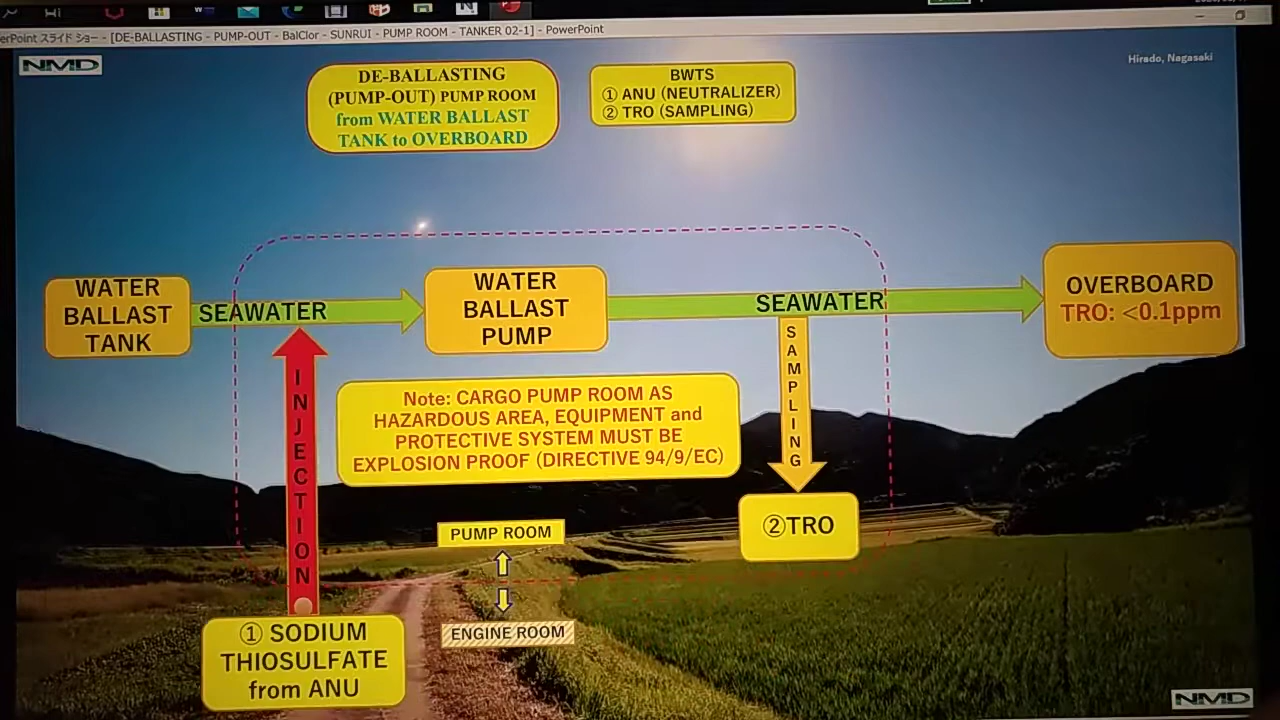 erPoint スライド ショー - [DE-BALLASTING - PUMP-OUT - BalClor - SUNRUI - PUMP ROOM - TANKER 02-1] - PowerPoint
NMD
Hirado, Nagasaki
DE-BALLASTING
(PUMP-OUT) PUMP ROOM
from WATER BALLAST
TANK to OVERBOARD
BWTS
① ANU (NEUTRALIZER)
② TRO (SAMPLING)
WATER
BALLAST
TANK
SEAWATER
WATER
BALLAST
PUMP
SEAWATER
OVERBOARD
TRO: <0.1ppm
INJECTION
SAMPLING
Note: CARGO PUMP ROOM AS
HAZARDOUS AREA, EQUIPMENT and
PROTECTIVE SYSTEM MUST BE
EXPLOSION PROOF (DIRECTIVE 94/9/EC)
②TRO
PUMP ROOM
ENGINE ROOM
① SODIUM
THIOSULFATE
from ANU
NMD